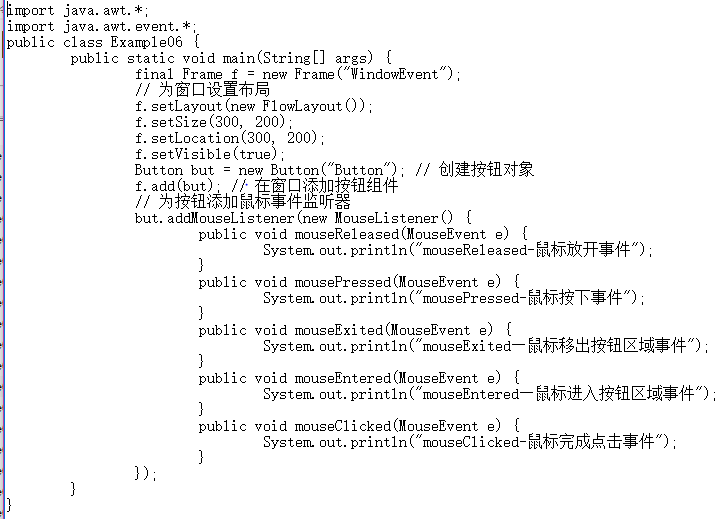 import java.awt.*;
import java.awt.event.*;
public class Example06 {
        public static void main(String[] args) {
                final Frame f = new Frame("WindowEvent");
                // 为窗口设置布局
                f.setLayout(new FlowLayout());
                f.setSize(300, 200);
                f.setLocation(300, 200);
                f.setVisible(true);
                Button but = new Button("Button"); // 创建按钮对象
                f.add(but); // 在窗口添加按钮组件
                // 为按钮添加鼠标事件监听器
                but.addMouseListener(new MouseListener() {
                        public void mouseReleased(MouseEvent e) {
                                System.out.println("mouseReleased-鼠标放开事件");
                        }
                        public void mousePressed(MouseEvent e) {
                                System.out.println("mousePressed-鼠标按下事件");
                        }
                        public void mouseExited(MouseEvent e) {
                                System.out.println("mouseExited—鼠标移出按钮区域事件");
                        }
                        public void mouseEntered(MouseEvent e) {
                                System.out.println("mouseEntered—鼠标进入按钮区域事件");
                        }
                        public void mouseClicked(MouseEvent e) {
                                System.out.println("mouseClicked-鼠标完成点击事件");
                        }
                });
        }
}